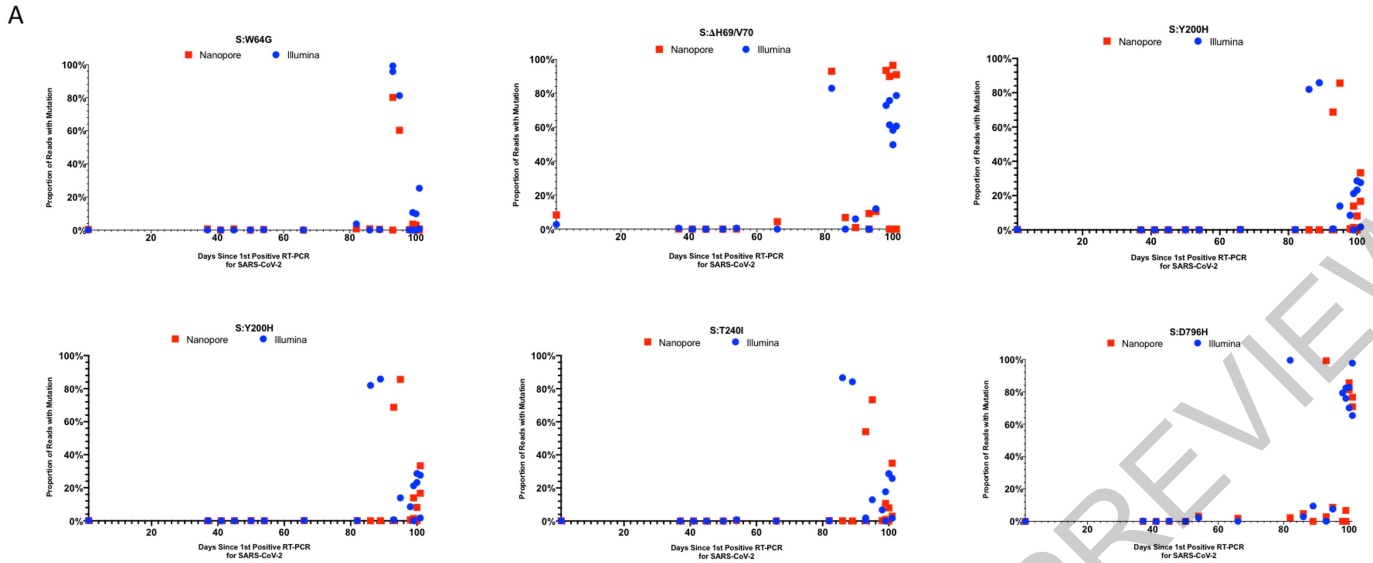 A
S:W64G
Nanopore Illumina
100%
80%
60%
40%
20%
0%
20 40 60 80 100
Proportion of Reads with Mutation
Days Since 1st Positive RT-PCR
for SARS-CoV-2
S:ΔH69/V70
Nanopore Illumina
100%
80%
60%
40%
20%
0%
20 40 60 80 100
Proportion of Reads with Mutation
Days Since 1st Positive RT-PCR
for SARS-CoV-2
S:Y200H
Nanopore Illumina
100%
80%
60%
40%
20%
0%
20 40 60 80 100
Proportion of Reads with Mutation
Days Since 1st Positive RT-PCR
for SARS-CoV-2
S:Y200H
Nanopore Illumina
100%
80%
60%
40%
20%
0%
20 40 60 80 100
Proportion of Reads with Mutation
Days Since 1st Positive RT-PCR
for SARS-CoV-2
S:T240I
Nanopore Illumina
100%
80%
60%
40%
20%
0%
20 40 60 80 100
Proportion of Reads with Mutation
Days Since 1st Positive RT-PCR
for SARS-CoV-2
S:D796H
Nanopore Illumina
100%
80%
60%
40%
20%
0%
20 40 60 80 100
Proportion of Reads with Mutation
Days Since 1st Positive RT-PCR
for SARS-CoV-2
PREVIEW